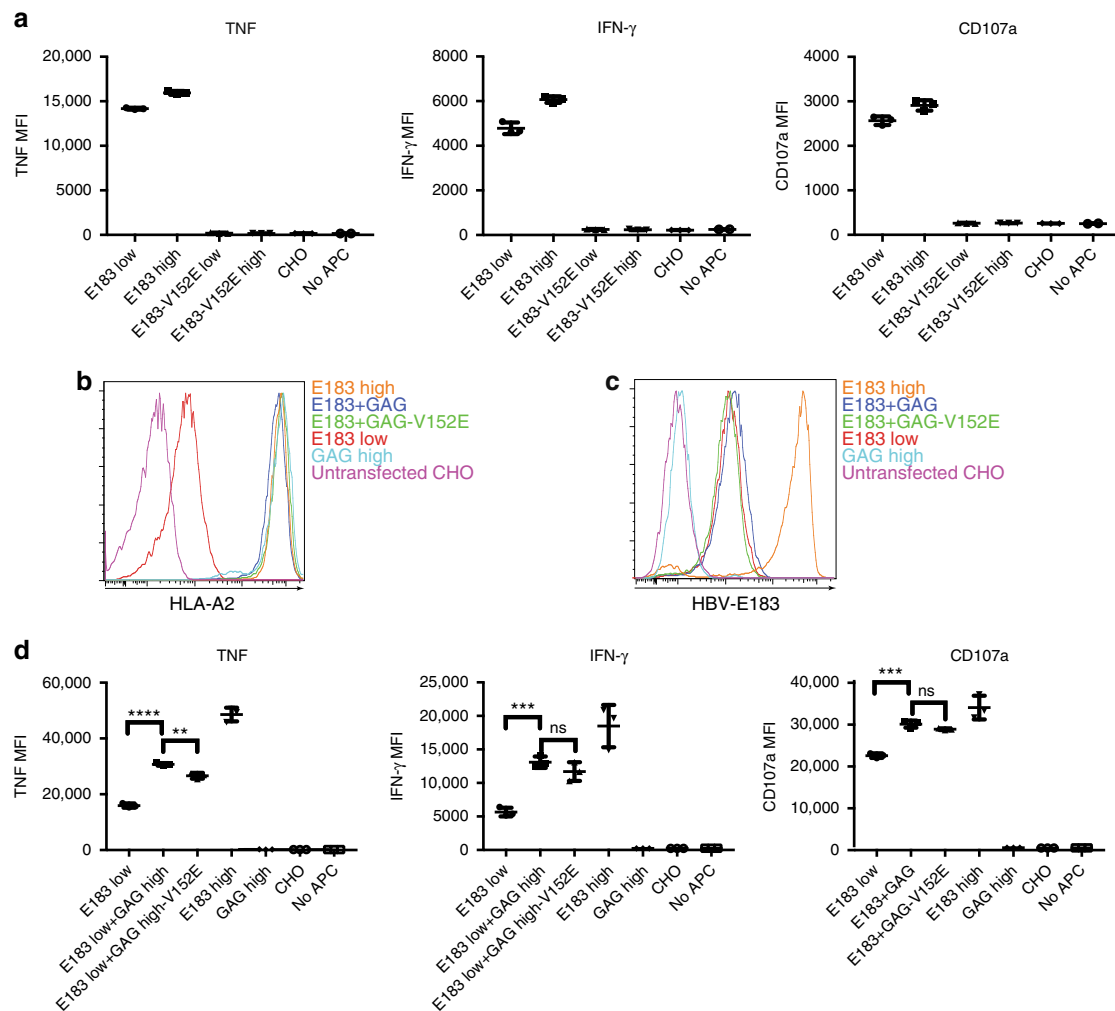 a
TNF
IFN-γ
CD107a
20,000
15,000
10,000
5000
0
TNF MFI
E183 low
E183 high
E183-V152E low
E183-V152E high
CHO
No APC
8000
6000
4000
2000
0
IFN-γ MFI
E183 low
E183 high
E183-V152E low
E183-V152E high
CHO
No APC
4000
3000
2000
1000
0
CD107a MFI
E183 low
E183 high
E183-V152E low
E183-V152E high
CHO
No APC
b
E183 high
E183+GAG
E183+GAG-V152E
E183 low
GAG high
Untransfected CHO
HLA-A2
c
E183 high
E183+GAG
E183+GAG-V152E
E183 low
GAG high
Untransfected CHO
HBV-E183
d
TNF
IFN-γ
CD107a
60,000
40,000
20,000
0
TNF MFI
****
**
E183 low
E183 low+GAG high
E183 low+GAG high-V152E
E183 high
GAG high
CHO
No APC
25,000
20,000
15,000
10,000
5000
0
IFN-γ MFI
***
ns
E183 low
E183 low+GAG high
E183 low+GAG high-V152E
E183 high
GAG high
CHO
No APC
40,000
30,000
20,000
10,000
0
CD107a MFI
***
ns
E183 low
E183+GAG
E183+GAG-V152E
E183 high
GAG high
CHO
No APC